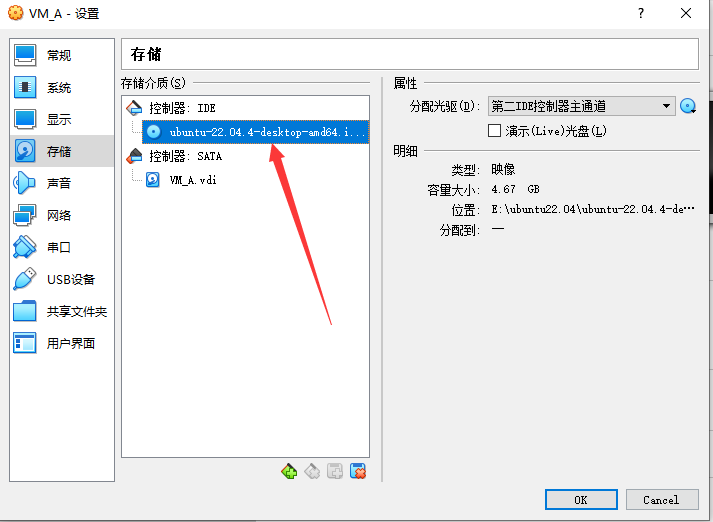 VM_A - 设置
?
常规
系统
显示
存储
声音
网络
串口
USB设备
共享文件夹
用户界面
存储
存储介质(S)
控制器: IDE
ubuntu-22.04.4-desktop-amd64.i...
控制器: SATA
VM_A.vdi
属性
分配光驱(D): 第二IDE控制器主通道
演示(Live)光盘(L)
明细
类型: 映像
容量大小: 4.67 GB
位置: E:\ubuntu22.04\ubuntu-22.04.4-de…
分配到: —
OK
Cancel